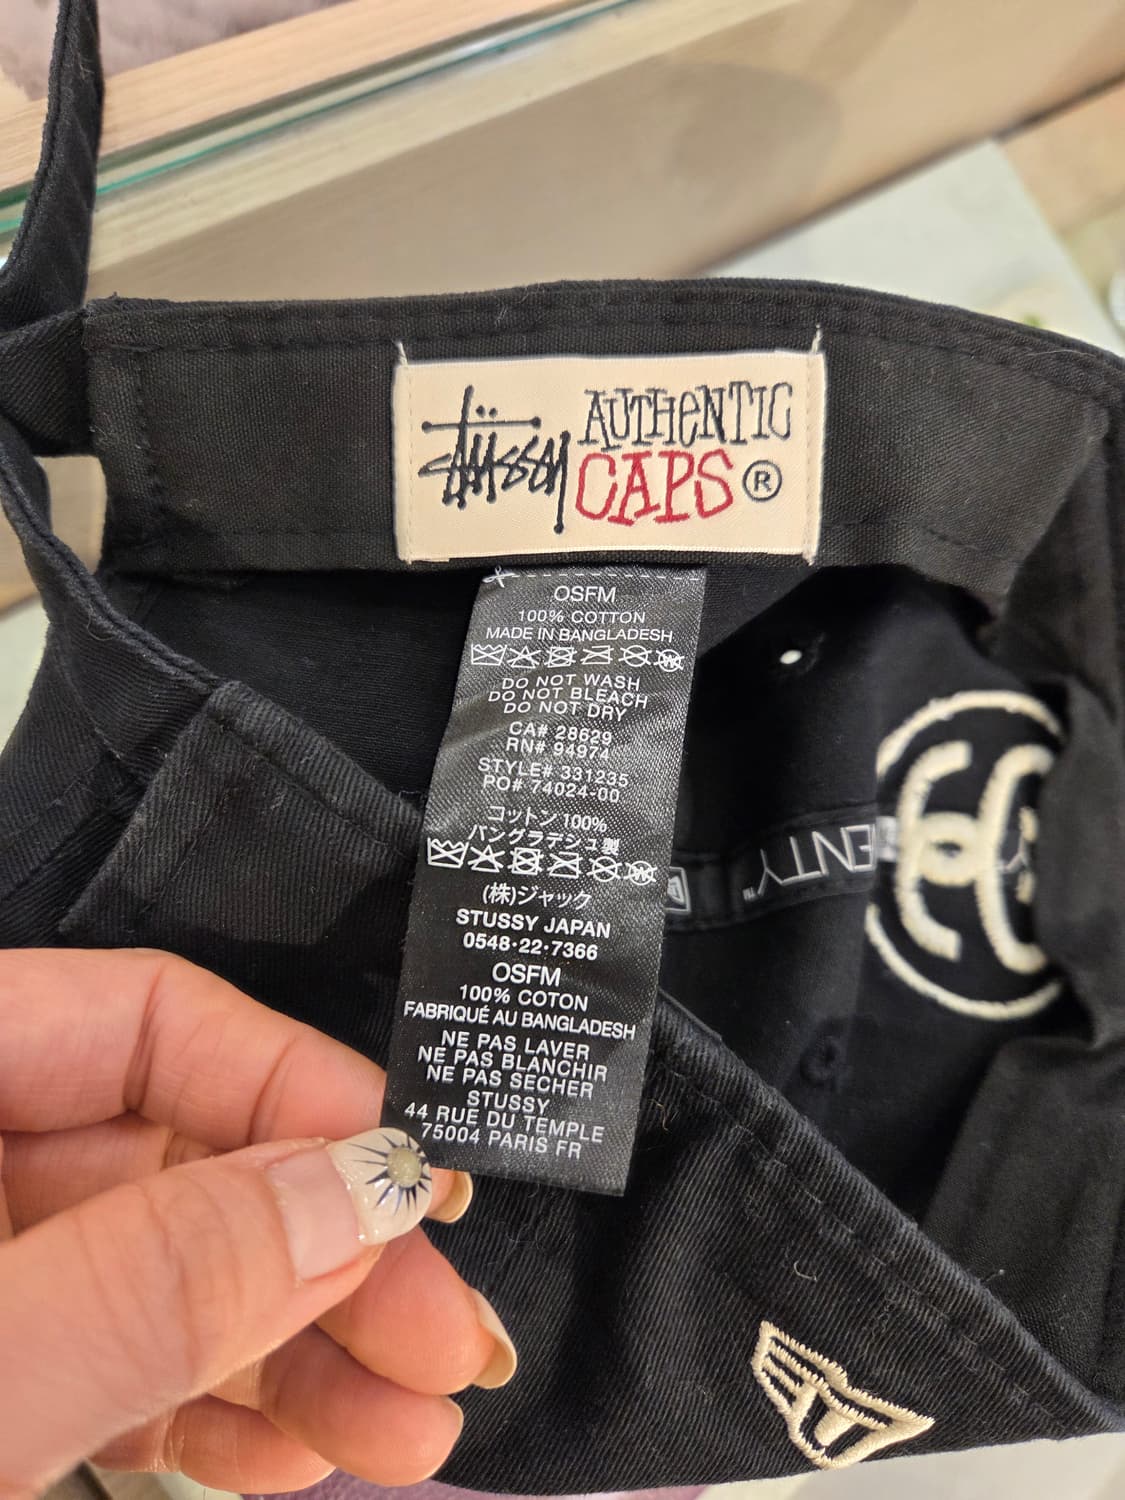 Stüssy AUTHENTIC
CAPS ®
OSFM
100% COTTON
MADE IN BANGLADESH
DO NOT WASH
DO NOT BLEACH
DO NOT DRY
CA# 28629
RN# 94974
STYLE# 331235
PO# 74024-00
コットン100%
バングラデシュ製
(株)ジャック
STUSSY JAPAN
0548·22·7366
OSFM
100% COTON
FABRIQUÉ AU BANGLADESH
NE PAS LAVER
NE PAS BLANCHIR
NE PAS SÉCHER
STUSSY
44 RUE DU TEMPLE
75004 PARIS FR